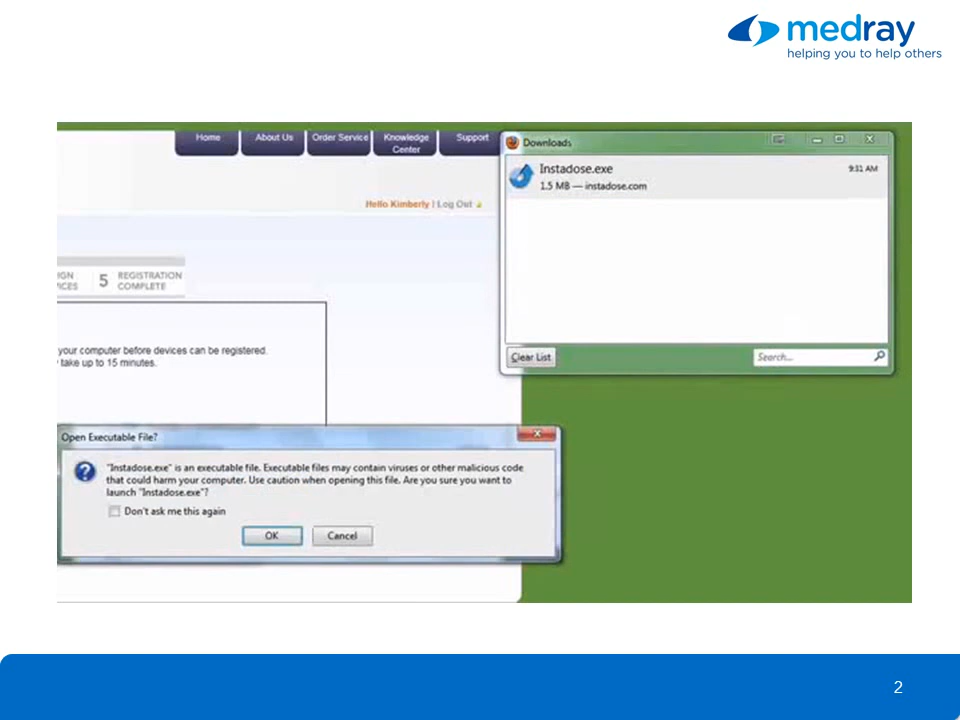 medray
helping you to help others
Home
About Us
Order Service
Knowledge
Center
Support
Hello Kimberly | Log Out
IGN
ICES
5
REGISTRATION
COMPLETE
your computer before devices can be registered.
take up to 15 minutes.
Downloads
Instadose.exe
9:31 AM
1.5 MB — instadose.com
Clear List
Search...
Open Executable File?
"Instadose.exe" is an executable file. Executable files may contain viruses or other malicious code
that could harm your computer. Use caution when opening this file. Are you sure you want to
launch "Instadose.exe"?
Don't ask me this again
OK
Cancel
2